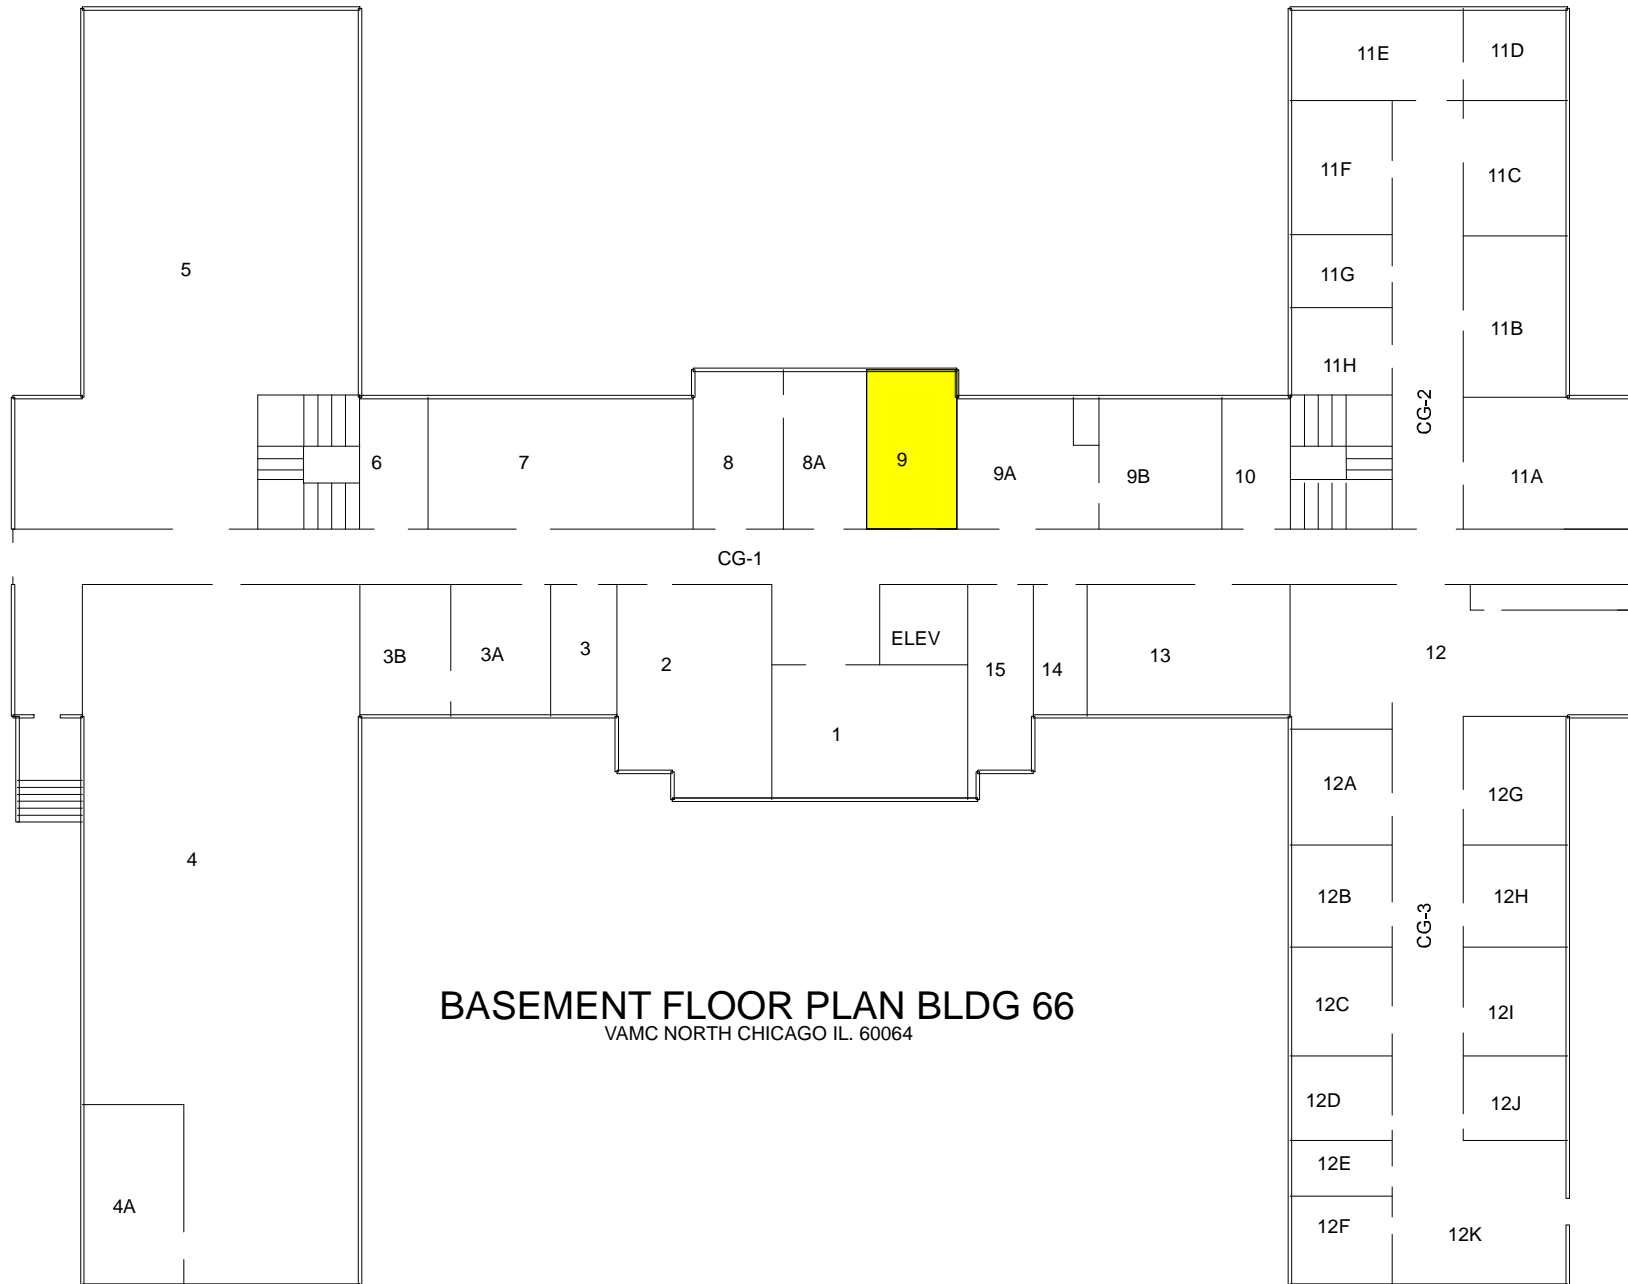 11E
11D
11F
11C
5
11G
11B
11H
CG-2
6
7
8
8A
9
9A
9B
10
11A
CG-1
3B
3A
3
2
ELEV
15
14
13
12
1
12A
12G
4
12B
12H
CG-3
12C
12I
BASEMENT FLOOR PLAN BLDG 66
VAMC NORTH CHICAGO IL. 60064
12D
12J
12E
4A
12F
12K